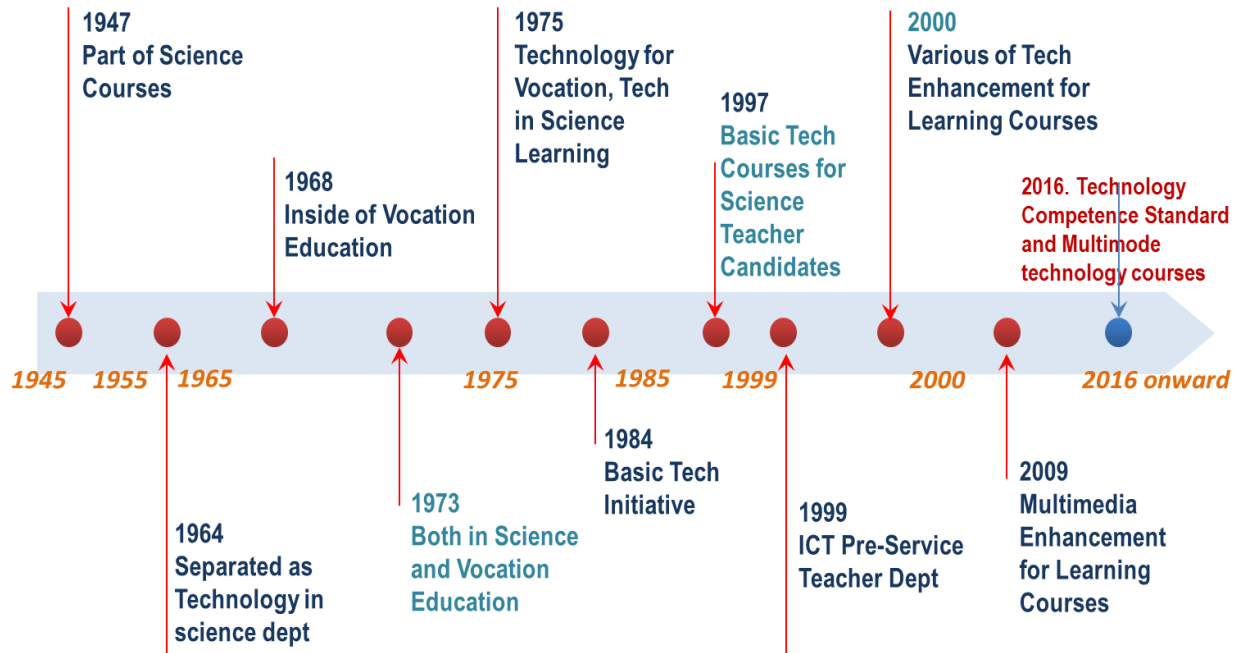 1947
Part of Science
Courses
1968
Inside of Vocation
Education
1975
Technology for
Vocation, Tech
in Science
Learning
1997
Basic Tech
Courses for
Science
Teacher
Candidates
2000
Various of Tech
Enhancement for
Learning Courses
2016. Technology
Competence Standard
and Multimode
technology courses
1945 1955 1965 1975 1985 1999 2000 2016 onward
1964
Separated as
Technology in
science dept
1973
Both in Science
and Vocation
Education
1984
Basic Tech
Initiative
1999
ICT Pre-Service
Teacher Dept
2009
Multimedia
Enhancement
for Learning
Courses